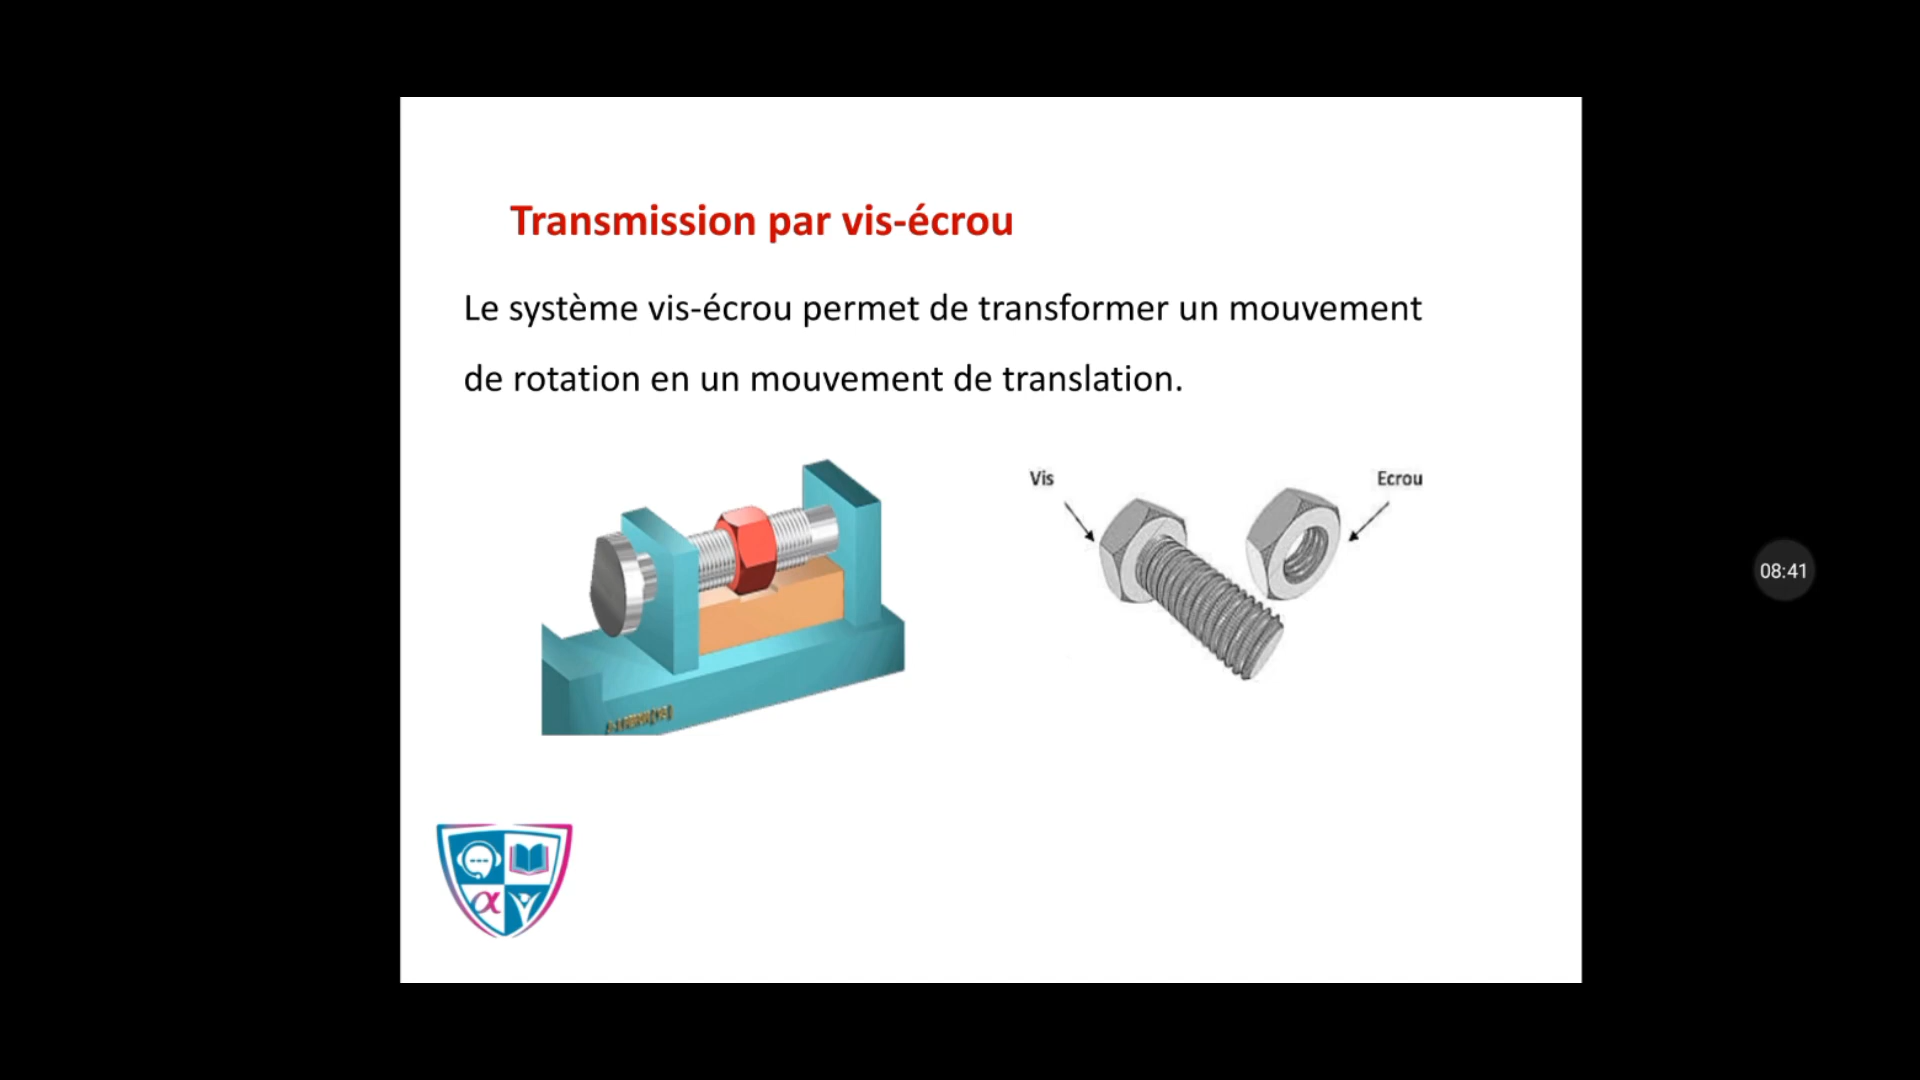 Transmission par vis-écrou
Le système vis-écrou permet de transformer un mouvement
de rotation en un mouvement de translation.
Vis
Ecrou
08:41
α